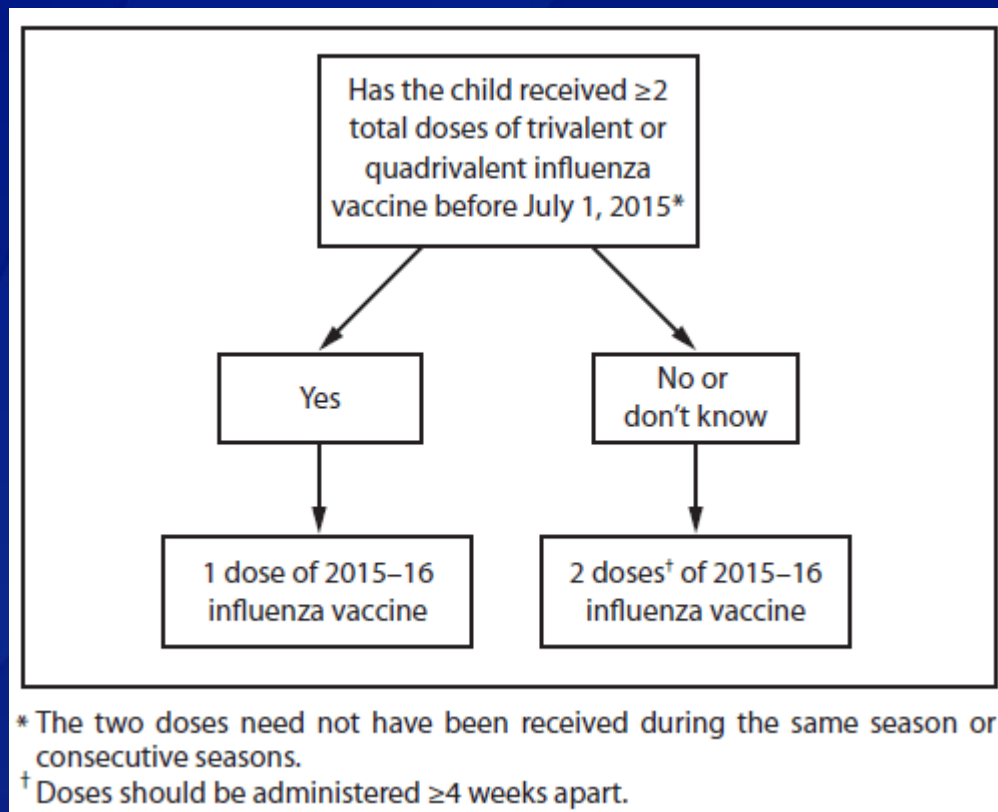 Has the child received ≥2
total doses of trivalent or
quadrivalent influenza
vaccine before July 1, 2015*
Yes
No or
don't know
1 dose of 2015–16
influenza vaccine
2 doses† of 2015–16
influenza vaccine
* The two doses need not have been received during the same season or
consecutive seasons.
† Doses should be administered ≥4 weeks apart.